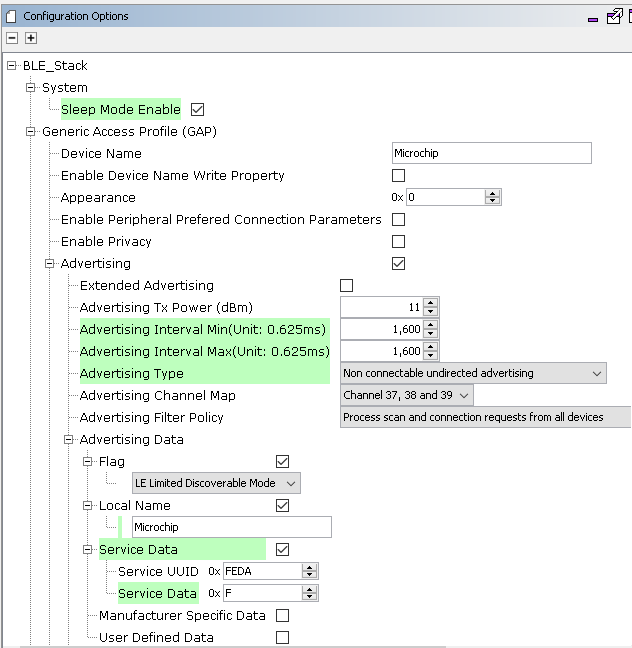 Configuration Options
BLE_Stack
System
Sleep Mode Enable
Generic Access Profile (GAP)
Device Name Microchip
Enable Device Name Write Property
Appearance 0x 0
Enable Peripheral Prefered Connection Parameters
Enable Privacy
Advertising
Extended Advertising
Advertising Tx Power (dBm) 11
Advertising Interval Min(Unit: 0.625ms) 1,600
Advertising Interval Max(Unit: 0.625ms) 1,600
Advertising Type Non connectable undirected advertising
Advertising Channel Map Channel 37, 38 and 39
Advertising Filter Policy Process scan and connection requests from all devices
Advertising Data
Flag
LE Limited Discoverable Mode
Local Name
Microchip
Service Data
Service UUID 0x FEDA
Service Data 0x F
Manufacturer Specific Data
User Defined Data